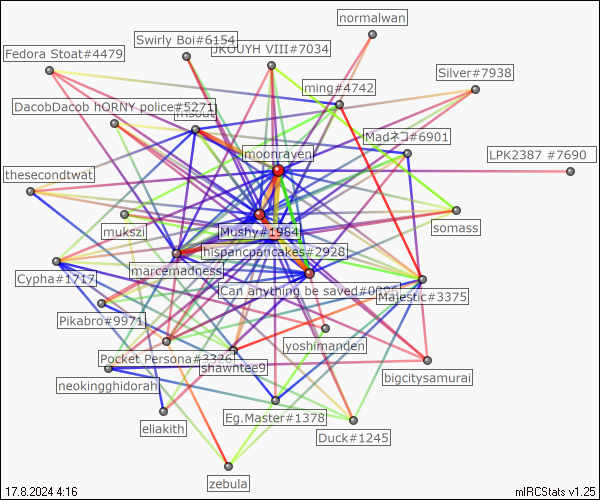 normalwan
Swirly Boi#6154
JKOUYH VIII#7034
Fedora Stoat#4479
ming#4742
Silver#7938
DacobDacob hORNY police#5271
Madネコ#6901
moonraven
LPK2387 #7690
thesecondtwat
mukszi
somass
Mushy#1984
hispancpancakes#2928
marcemadness
Cypha#1717
Can anything be saved#0
Majestic#3375
Pikabro#9971
yoshimanden
Pocket Persona#3326
shawntee9
bigcitysamurai
neokingghidorah
Eg.Master#1378
eliakith
Duck#1245
zebula
17.8.2024 4:16
mIRCStats v1.25